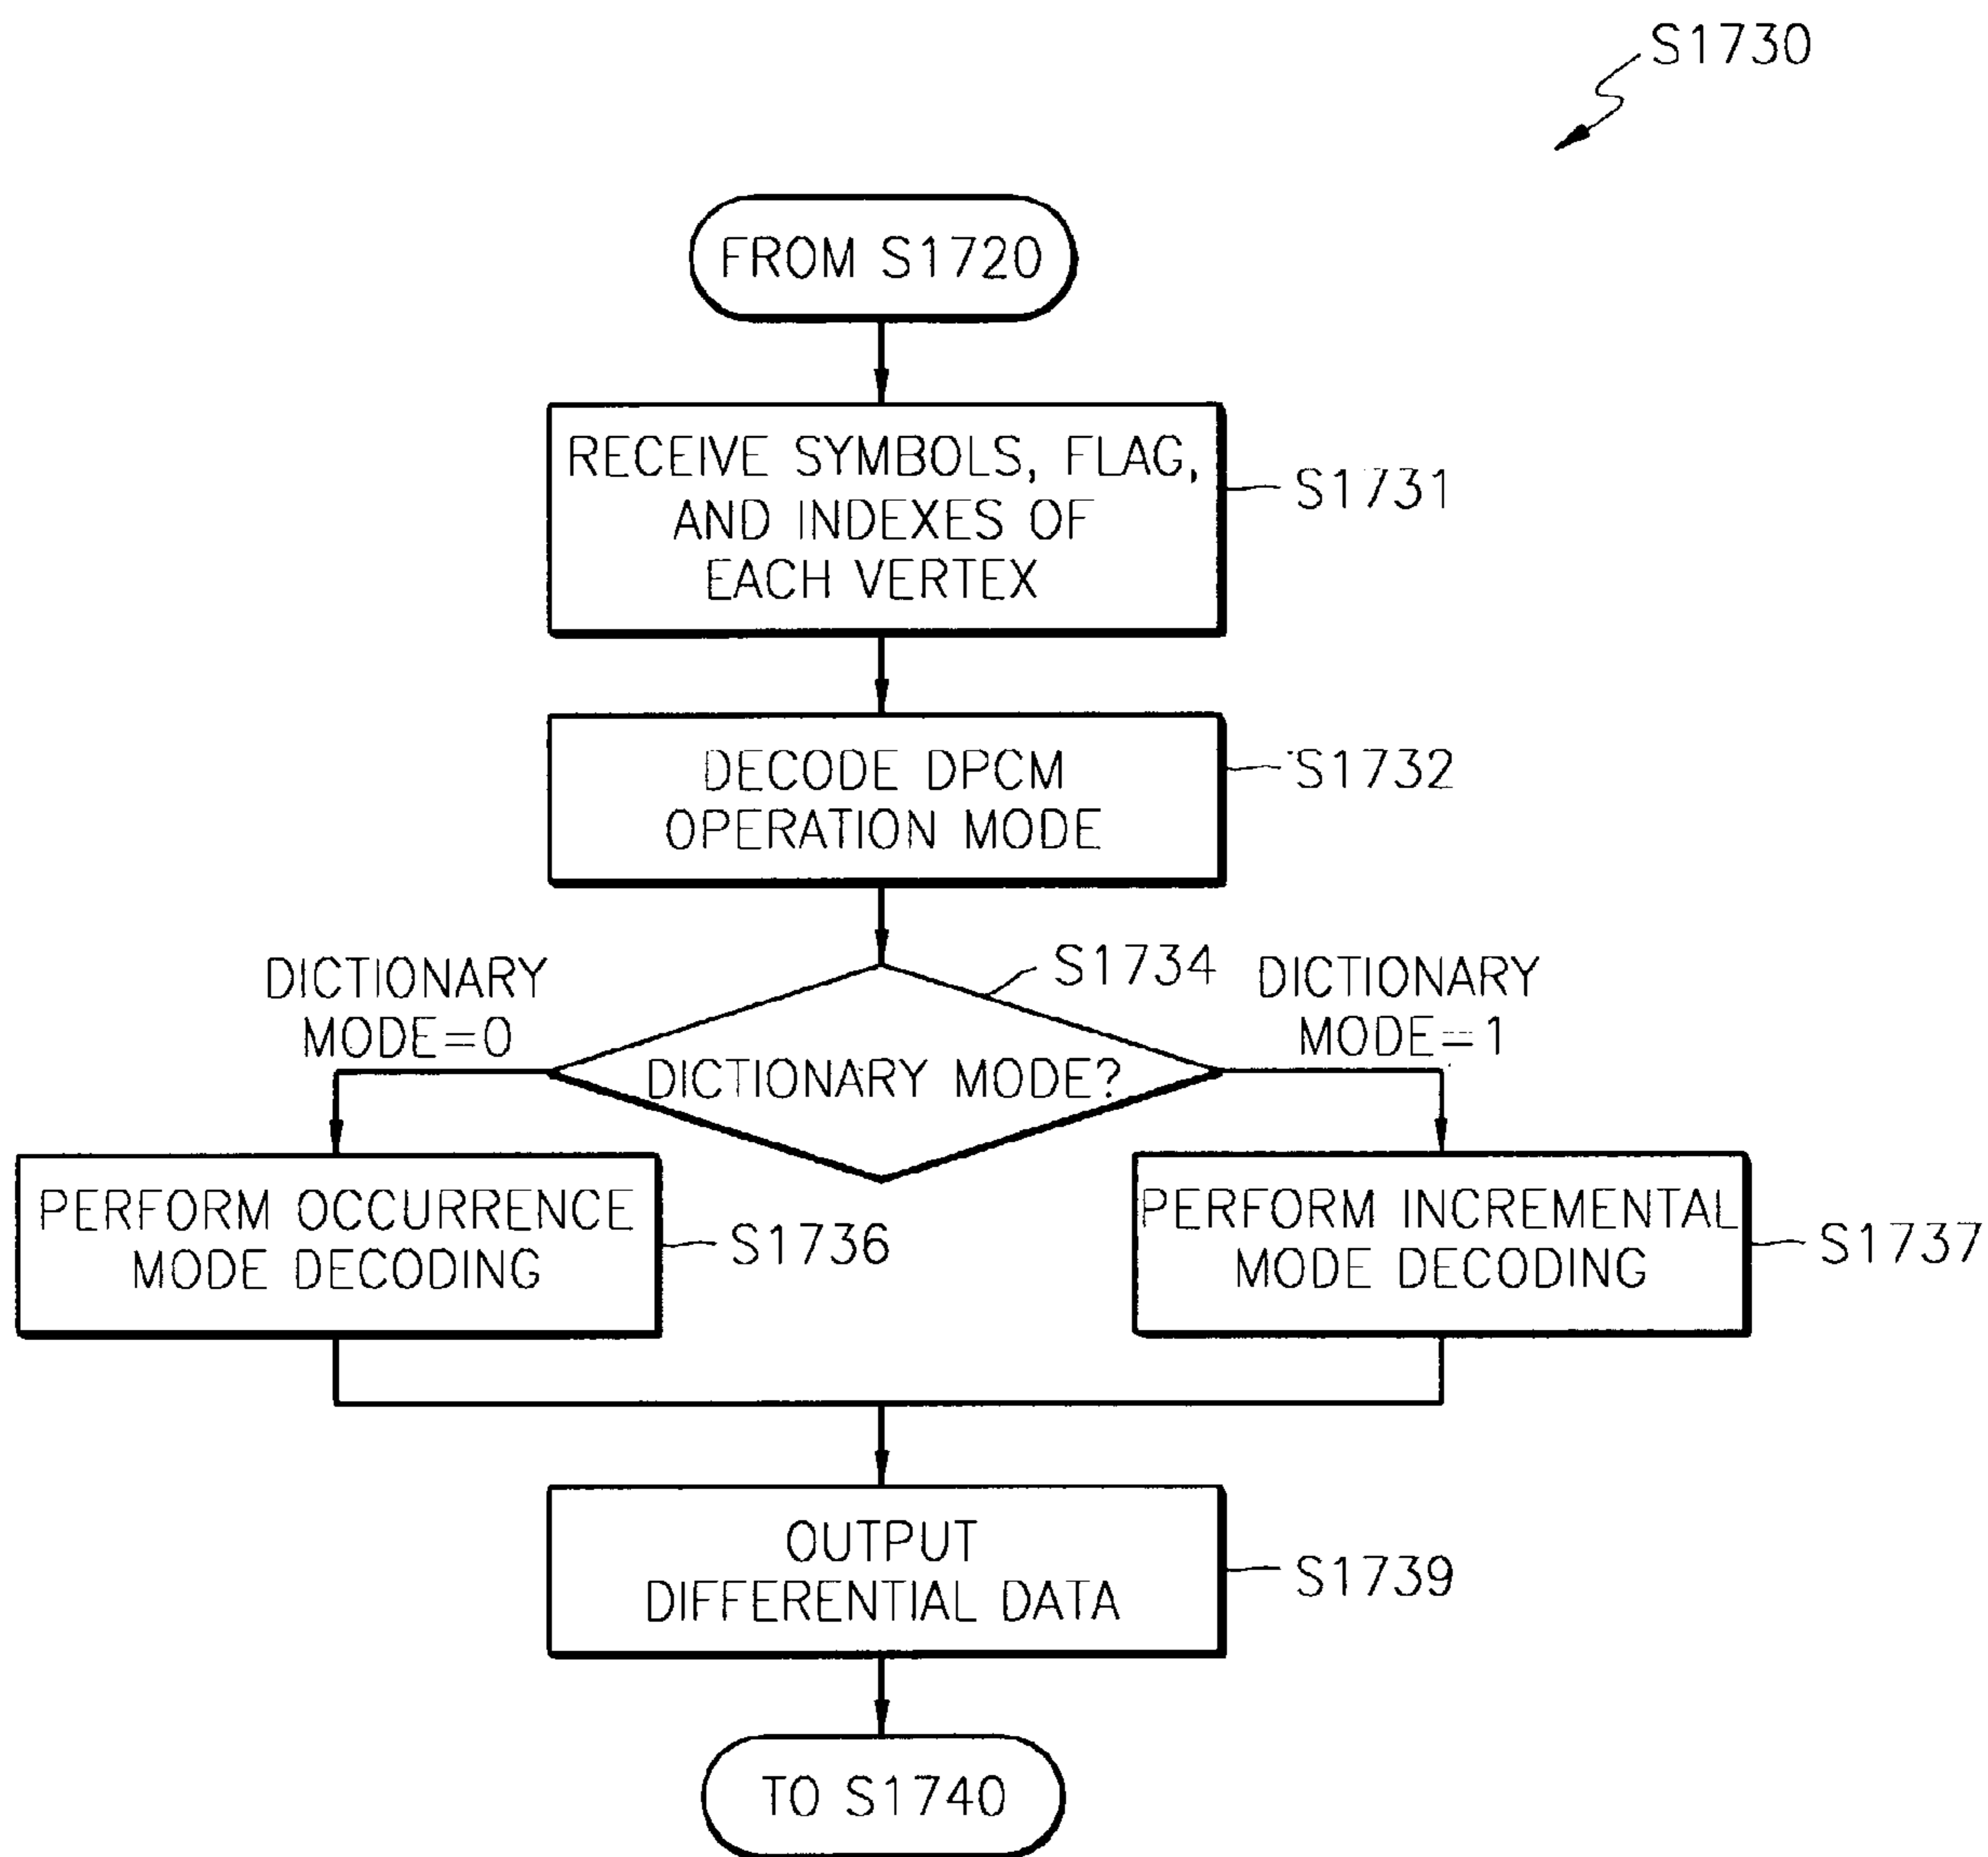 S1730
FROM S1720
RECEIVE SYMBOLS, FLAG,
AND INDEXES OF
EACH VERTEX
S1731
DECODE DPCM
OPERATION MODE
S1732
S1734
DICTIONARY
MODE=0
DICTIONARY
MODE=1
DICTIONARY MODE?
PERFORM OCCURRENCE
MODE DECODING
S1736
PERFORM INCREMENTAL
MODE DECODING
S1737
OUTPUT
DIFFERENTIAL DATA
S1739
TO S1740